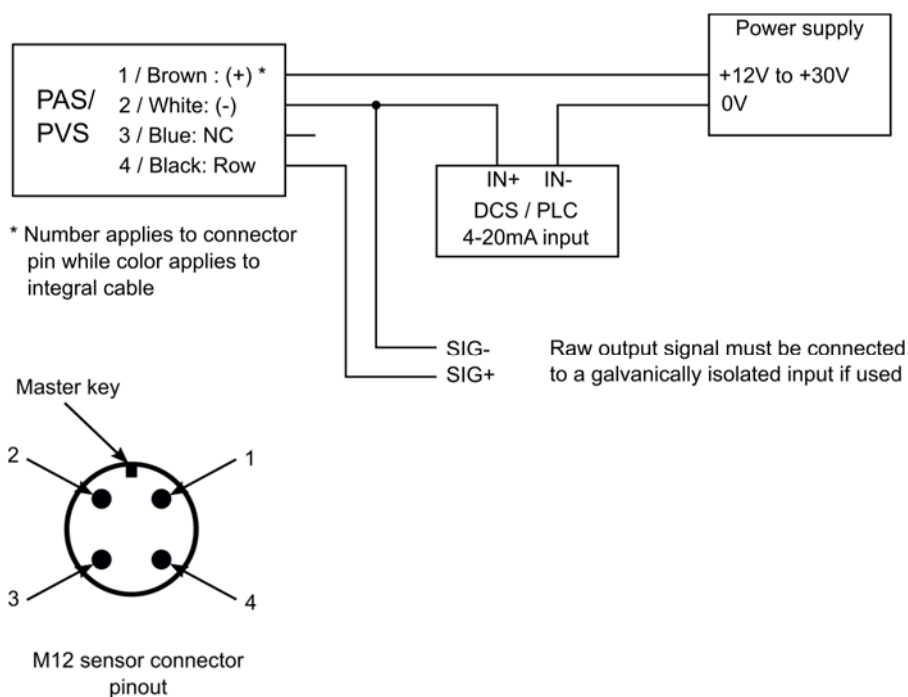 Power supply
+12V to +30V
0V
PAS/
PVS
1 / Brown : (+) *
2 / White: (-)
3 / Blue: NC
4 / Black: Row
IN+ IN-
DCS / PLC
4-20mA input
* Number applies to connector
pin while color applies to
integral cable
SIG-
SIG+
Raw output signal must be connected
to a galvanically isolated input if used
Master key
2
1
3
4
M12 sensor connector
pinout